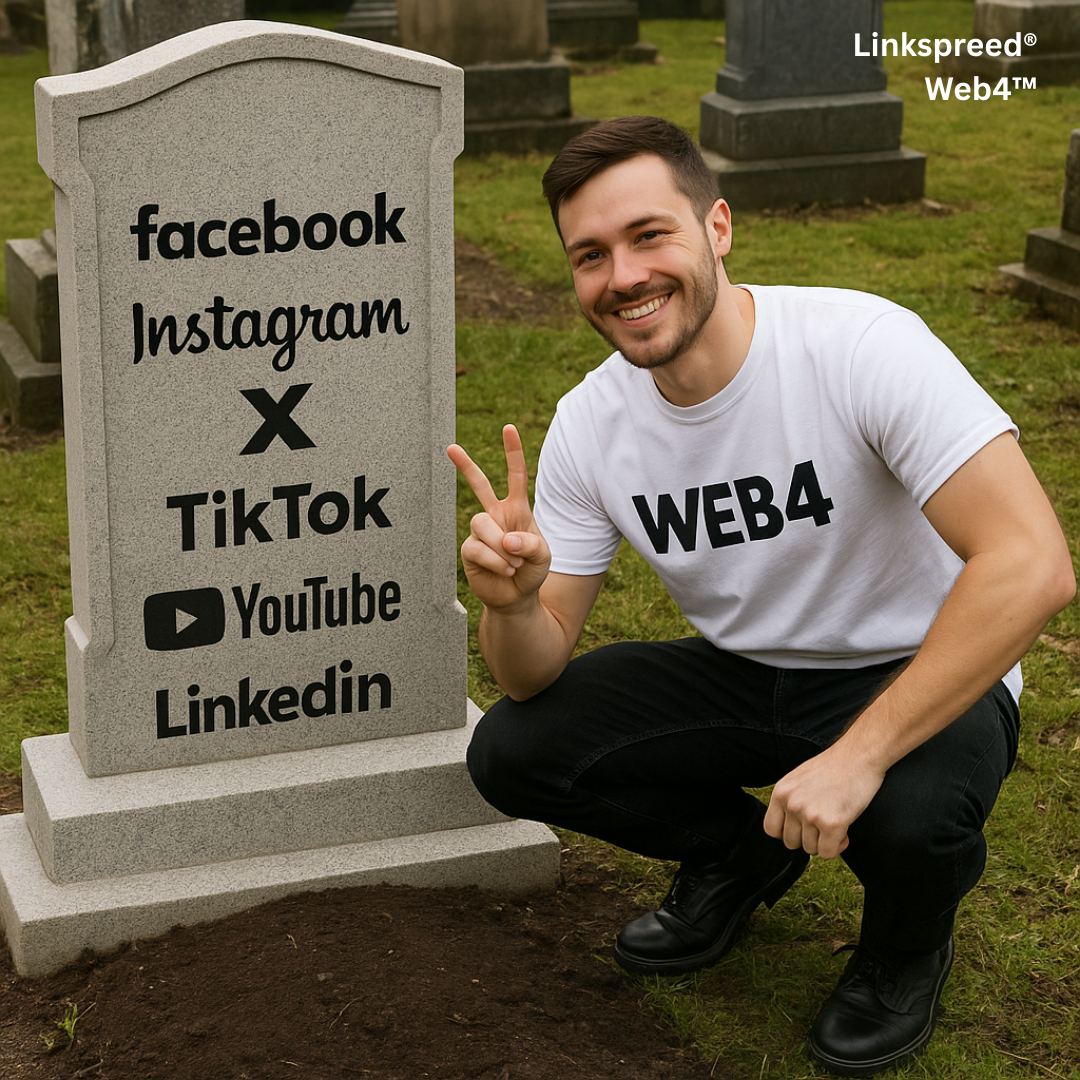 Linkspreed®
Web4™
facebook
Instagram
X
TikTok
YouTube
Linkedin
WEB4